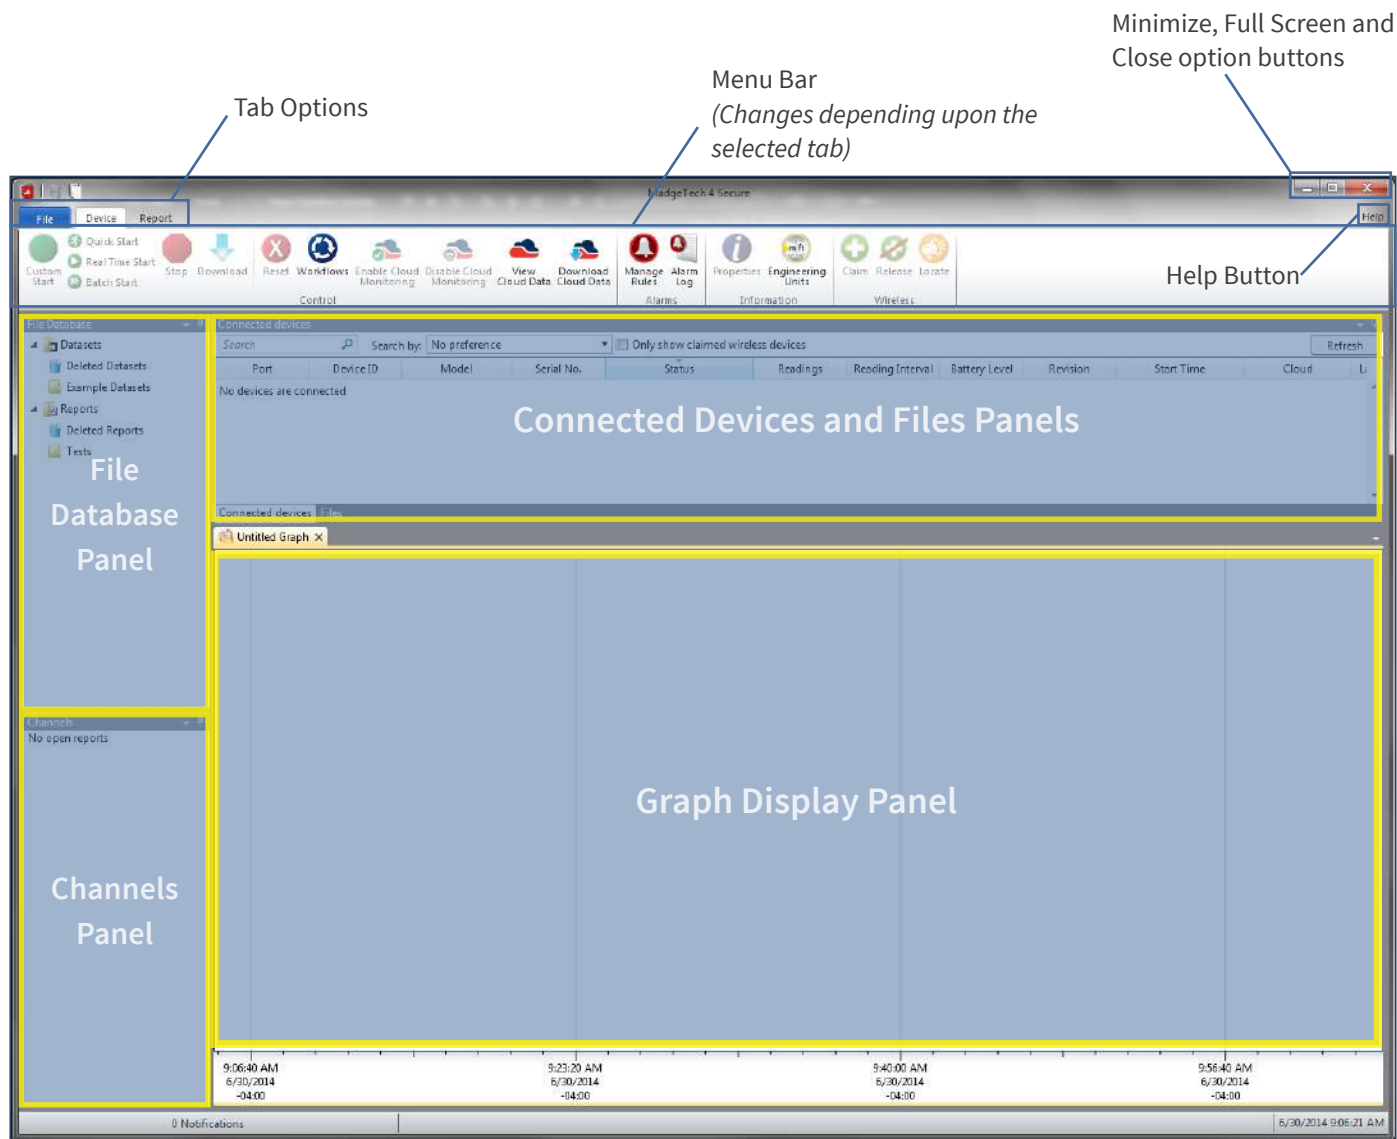 Minimize, Full Screen and
Close option buttons
Menu Bar
(Changes depending upon the
selected tab)
Tab Options
MadgeTech 4 Secure
File Device Report Help
Custom Start
Quick Start
Real Time Start
Batch Start
Stop
Download
Reset
Workflows
Enable Cloud
Monitoring
Disable Cloud
Monitoring
View
Cloud Data
Download
Cloud Data
Control
Manage
Rules
Alarm
Log
Alarms
Properties
Engineering
Units
Information
Claim
Release
Locate
Wireless
Help Button
File Database
Datasets
Deleted Datasets
Example Datasets
Reports
Deleted Reports
Tests
File
Database
Panel
Connected devices
Search
Search by: No preference
Only show claimed wireless devices
Refresh
Port Device ID Model Serial No. Status Readings Reading Interval Battery Level Revision Start Time Cloud
No devices are connected
Connected Devices and Files Panels
Connected devices Files
Untitled Graph
Graph Display Panel
Channels
No open reports
Channels
Panel
9:06:40 AM 9:23:20 AM 9:40:00 AM 9:56:40 AM
6/30/2014 6/30/2014 6/30/2014 6/30/2014
-04:00 -04:00 -04:00 -04:00
0 Notifications
6/30/2014 9:06:21 AM